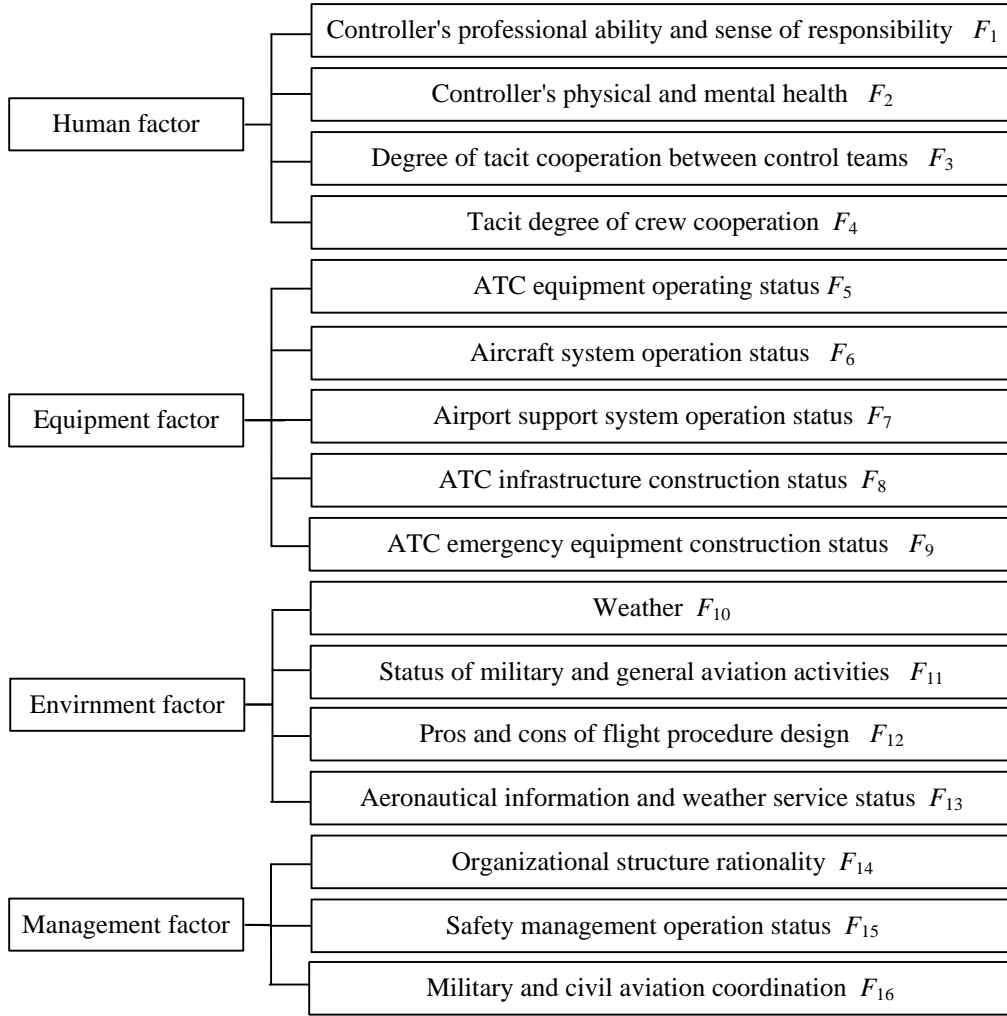 Human factor
Controller's professional ability and sense of responsibility F1
Controller's physical and mental health F2
Degree of tacit cooperation between control teams F3
Tacit degree of crew cooperation F4
Equipment factor
ATC equipment operating status F5
Aircraft system operation status F6
Airport support system operation status F7
ATC infrastructure construction status F8
ATC emergency equipment construction status F9
Envirnment factor
Weather F10
Status of military and general aviation activities F11
Pros and cons of flight procedure design F12
Aeronautical information and weather service status F13
Management factor
Organizational structure rationality F14
Safety management operation status F15
Military and civil aviation coordination F16